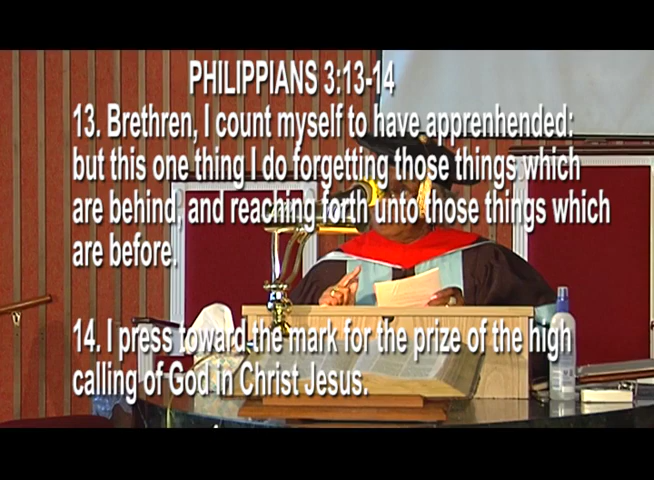 PHILIPPIANS 3:13-14
13. Brethren, I count myself to have apprenhended:
but this one thing I do forgetting those things which
are behind, and reaching forth unto those things which
are before.
14. I press toward the mark for the prize of the high
calling of God in Christ Jesus.